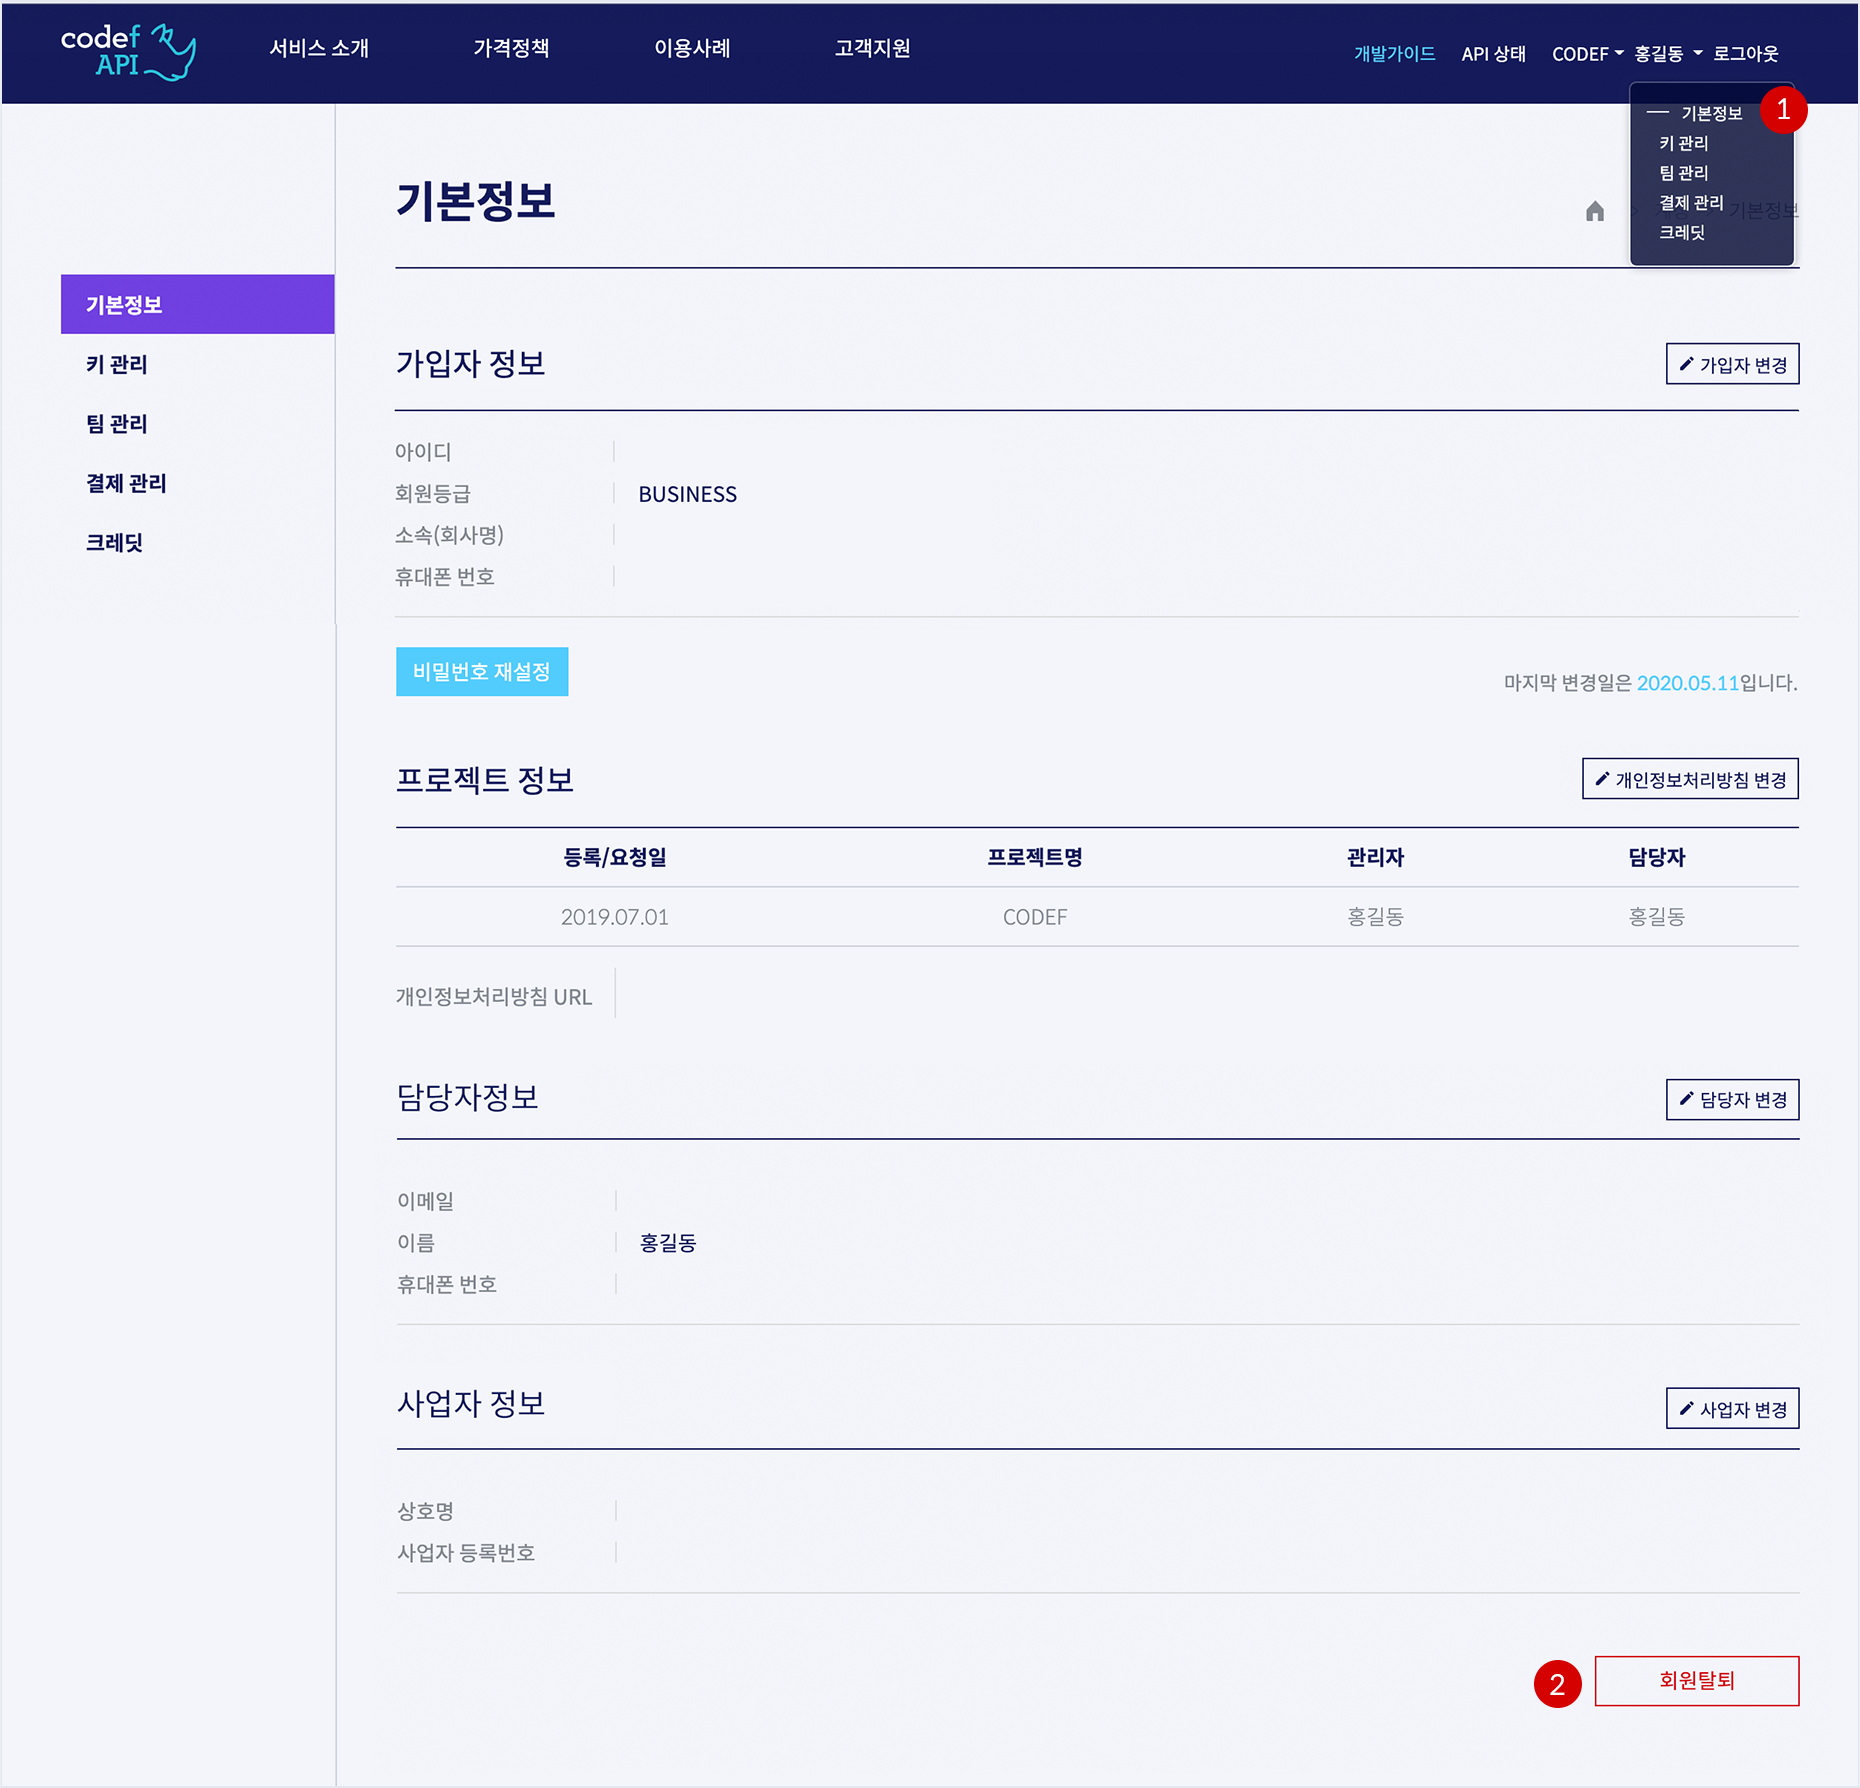 codef API
서비스 소개 가격정책 이용사례 고객지원 개발가이드 API 상태 CODEF 홍길동 로그아웃
기본정보 1
키 관리
팀 관리
결제 관리
크레딧
기본정보
기본정보
기본정보
키 관리
팀 관리
결제 관리
크레딧
가입자 정보 가입자 변경
아이디
회원등급 BUSINESS
소속(회사명)
휴대폰 번호
비밀번호 재설정 마지막 변경일은 2020.05.11입니다.
프로젝트 정보 개인정보처리방침 변경
등록/요청일 프로젝트명 관리자 담당자
2019.07.01 CODEF 홍길동 홍길동
개인정보처리방침 URL
담당자정보 담당자 변경
이메일
이름 홍길동
휴대폰 번호
사업자 정보 사업자 변경
상호명
사업자 등록번호
2 회원탈퇴